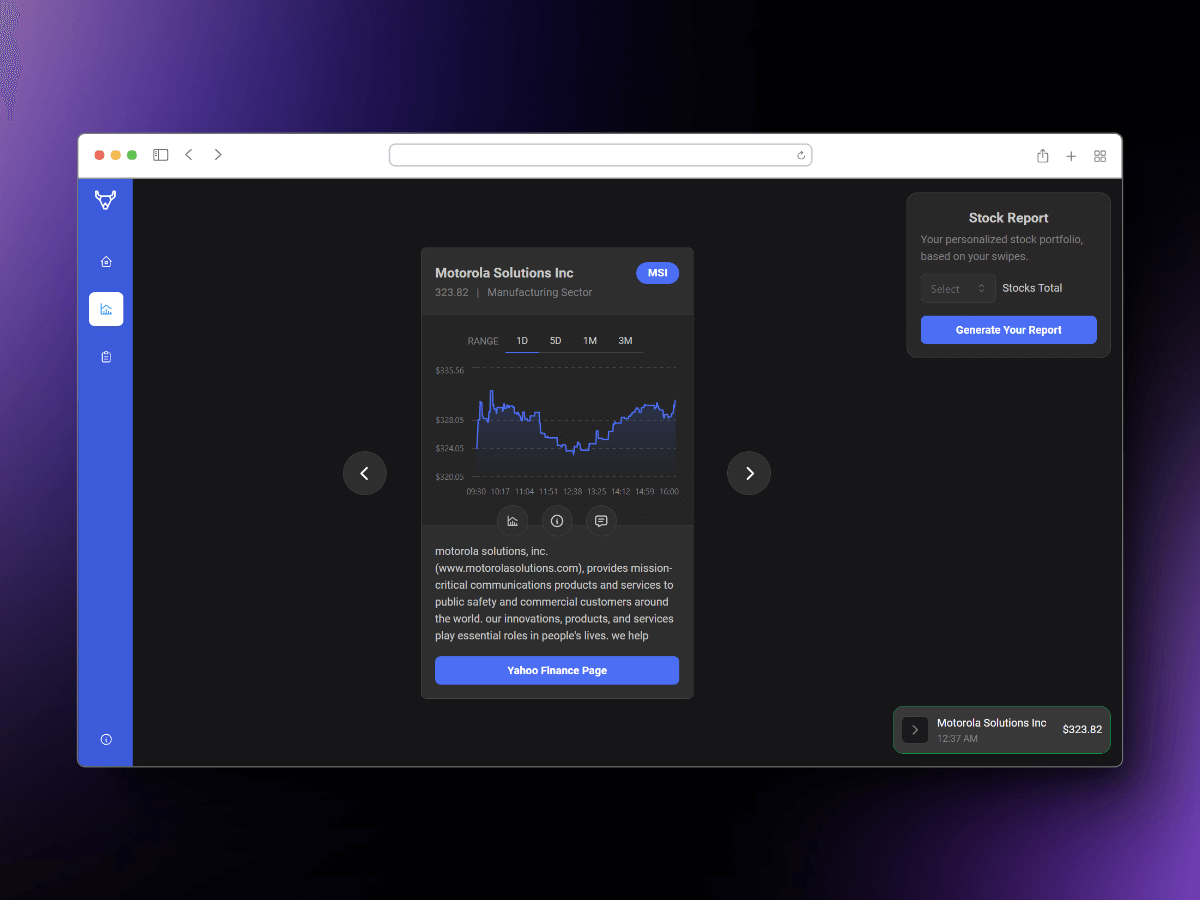 Motorola Solutions Inc
MSI
323.82 | Manufacturing Sector
RANGE 1D 5D 1M 3M
$335.56
$328.05
$324.05
$320.05
09:30 10:17 11:04 11:51 12:38 13:25 14:12 14:59 16:00
motorola solutions, inc.
(www.motorolasolutions.com), provides mission-
critical communications products and services to
public safety and commercial customers around
the world. our innovations, products, and services
play essential roles in people's lives. we help
Yahoo Finance Page
Stock Report
Your personalized stock portfolio,
based on your swipes.
Select Stocks Total
Generate Your Report
Motorola Solutions Inc
12:37 AM
$323.82